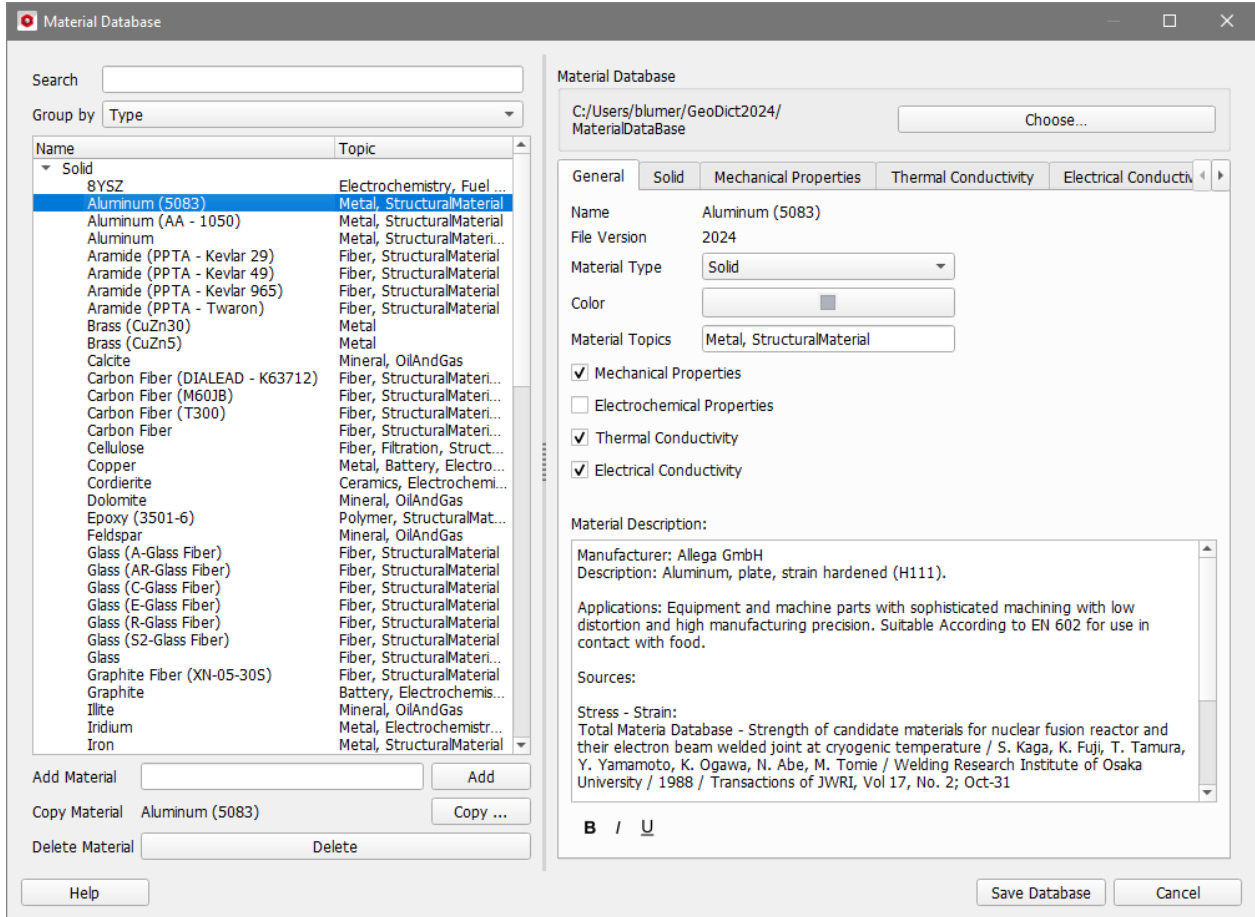 Material Database
Search
Group by Type
Name Topic
Solid
8YSZ Electrochemistry, Fuel ...
Aluminum (5083) Metal, StructuralMaterial
Aluminum (AA - 1050) Metal, StructuralMaterial
Aluminum Metal, StructuralMateri...
Aramide (PPTA - Kevlar 29) Fiber, StructuralMaterial
Aramide (PPTA - Kevlar 49) Fiber, StructuralMaterial
Aramide (PPTA - Kevlar 965) Fiber, StructuralMaterial
Aramide (PPTA - Twaron) Fiber, StructuralMaterial
Brass (CuZn30) Metal
Brass (CuZn5) Metal
Calcite Mineral, OilAndGas
Carbon Fiber (DIALEAD - K63712) Fiber, StructuralMateri...
Carbon Fiber (M60JB) Fiber, StructuralMateri...
Carbon Fiber (T300) Fiber, StructuralMateri...
Carbon Fiber Fiber, StructuralMateri...
Cellulose Fiber, Filtration, Struct...
Copper Metal, Battery, Electro...
Cordierite Ceramics, Electrochemi...
Dolomite Mineral, OilAndGas
Epoxy (3501-6) Polymer, StructuralMat...
Feldspar Mineral, OilAndGas
Glass (A-Glass Fiber) Fiber, StructuralMaterial
Glass (AR-Glass Fiber) Fiber, StructuralMaterial
Glass (C-Glass Fiber) Fiber, StructuralMaterial
Glass (E-Glass Fiber) Fiber, StructuralMaterial
Glass (R-Glass Fiber) Fiber, StructuralMaterial
Glass (S2-Glass Fiber) Fiber, StructuralMaterial
Glass Fiber, StructuralMateri...
Graphite Fiber (XN-05-30S) Fiber, StructuralMaterial
Graphite Battery, Electrochemis...
Illite Mineral, OilAndGas
Iridium Metal, Electrochemistr...
Iron Metal, StructuralMaterial
Add Material Add
Copy Material Aluminum (5083) Copy ...
Delete Material Delete
Help
Material Database
C:/Users/blumer/GeoDict2024/
MaterialDataBase
Choose...
General Solid Mechanical Properties Thermal Conductivity Electrical Conductiv
Name Aluminum (5083)
File Version 2024
Material Type Solid
Color
Material Topics Metal, StructuralMaterial
Mechanical Properties
Electrochemical Properties
Thermal Conductivity
Electrical Conductivity
Material Description:
Manufacturer: Allega GmbH
Description: Aluminum, plate, strain hardened (H111).
Applications: Equipment and machine parts with sophisticated machining with low
distortion and high manufacturing precision. Suitable According to EN 602 for use in
contact with food.
Sources:
Stress - Strain:
Total Materia Database - Strength of candidate materials for nuclear fusion reactor and
their electron beam welded joint at cryogenic temperature / S. Kaga, K. Fuji, T. Tamura,
Y. Yamamoto, K. Ogawa, N. Abe, M. Tomie / Welding Research Institute of Osaka
University / 1988 / Transactions of JWRI, Vol 17, No. 2; Oct-31
B I U
Save Database Cancel